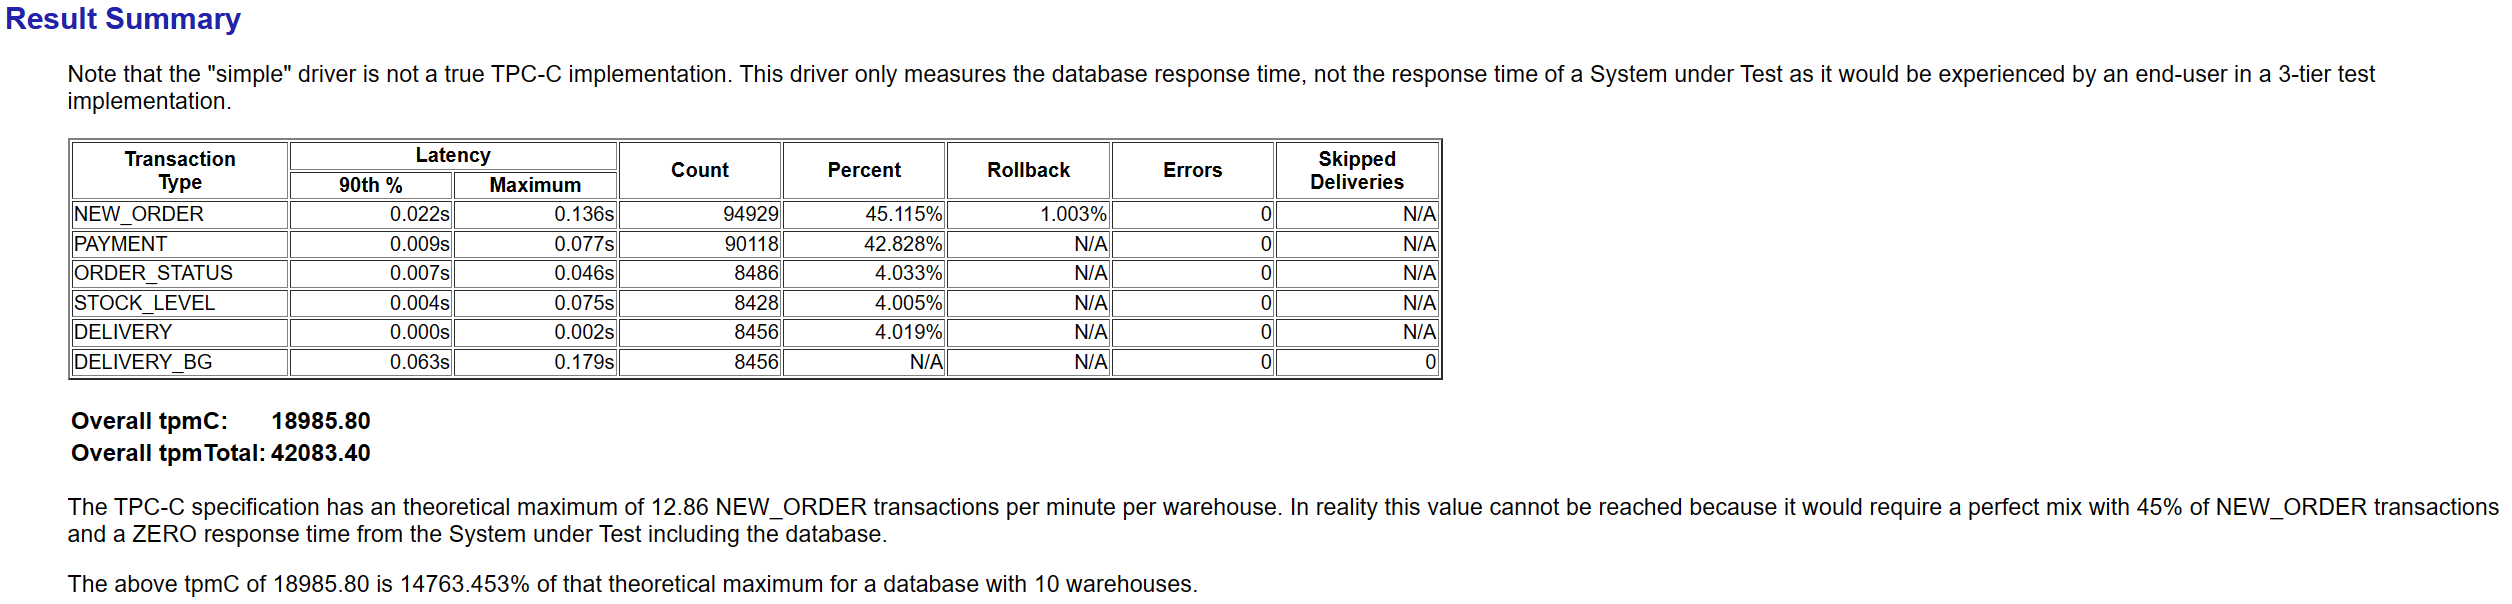 Result Summary
Note that the "simple" driver is not a true TPC-C implementation. This driver only measures the database response time, not the response time of a System under Test as it would be experienced by an end-user in a 3-tier test
implementation.
Transaction Type Latency Count Percent Rollback Errors Skipped Deliveries
90th % Maximum
NEW_ORDER 0.022s 0.136s 94929 45.115% 1.003% 0 N/A
PAYMENT 0.009s 0.077s 90118 42.828% N/A 0 N/A
ORDER_STATUS 0.007s 0.046s 8486 4.033% N/A 0 N/A
STOCK_LEVEL 0.004s 0.075s 8428 4.005% N/A 0 N/A
DELIVERY 0.000s 0.002s 8456 4.019% N/A 0 N/A
DELIVERY_BG 0.063s 0.179s 8456 N/A N/A 0 0
Overall tpmC: 18985.80
Overall tpmTotal: 42083.40
The TPC-C specification has an theoretical maximum of 12.86 NEW_ORDER transactions per minute per warehouse. In reality this value cannot be reached because it would require a perfect mix with 45% of NEW_ORDER transactions
and a ZERO response time from the System under Test including the database.
The above tpmC of 18985.80 is 14763.453% of that theoretical maximum for a database with 10 warehouses.